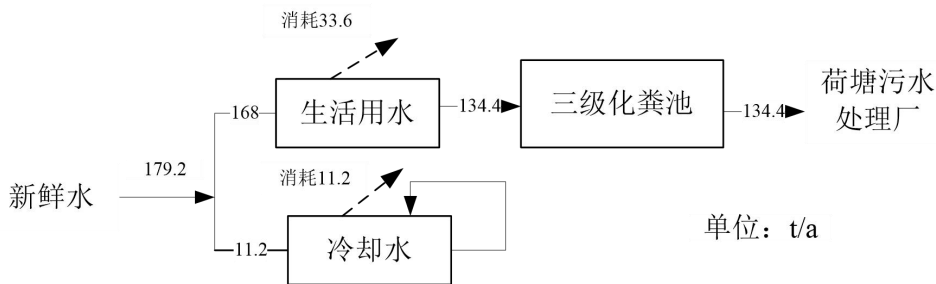 消耗33.6
168
生活用水
134.4
三级化粪池
134.4
荷塘污水
处理厂
179.2
新鲜水
消耗11.2
11.2
冷却水
单位：t/a